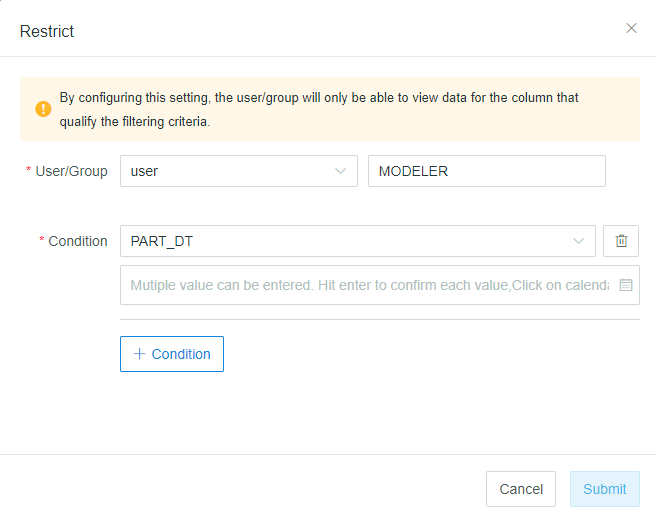 Restrict
By configuring this setting, the user/group will only be able to view data for the column that
qualify the filtering criteria.
* User/Group user MODELER
* Condition PART_DT
Mutiple value can be entered. Hit enter to confirm each value,Click on calenda
+ Condition
Cancel Submit